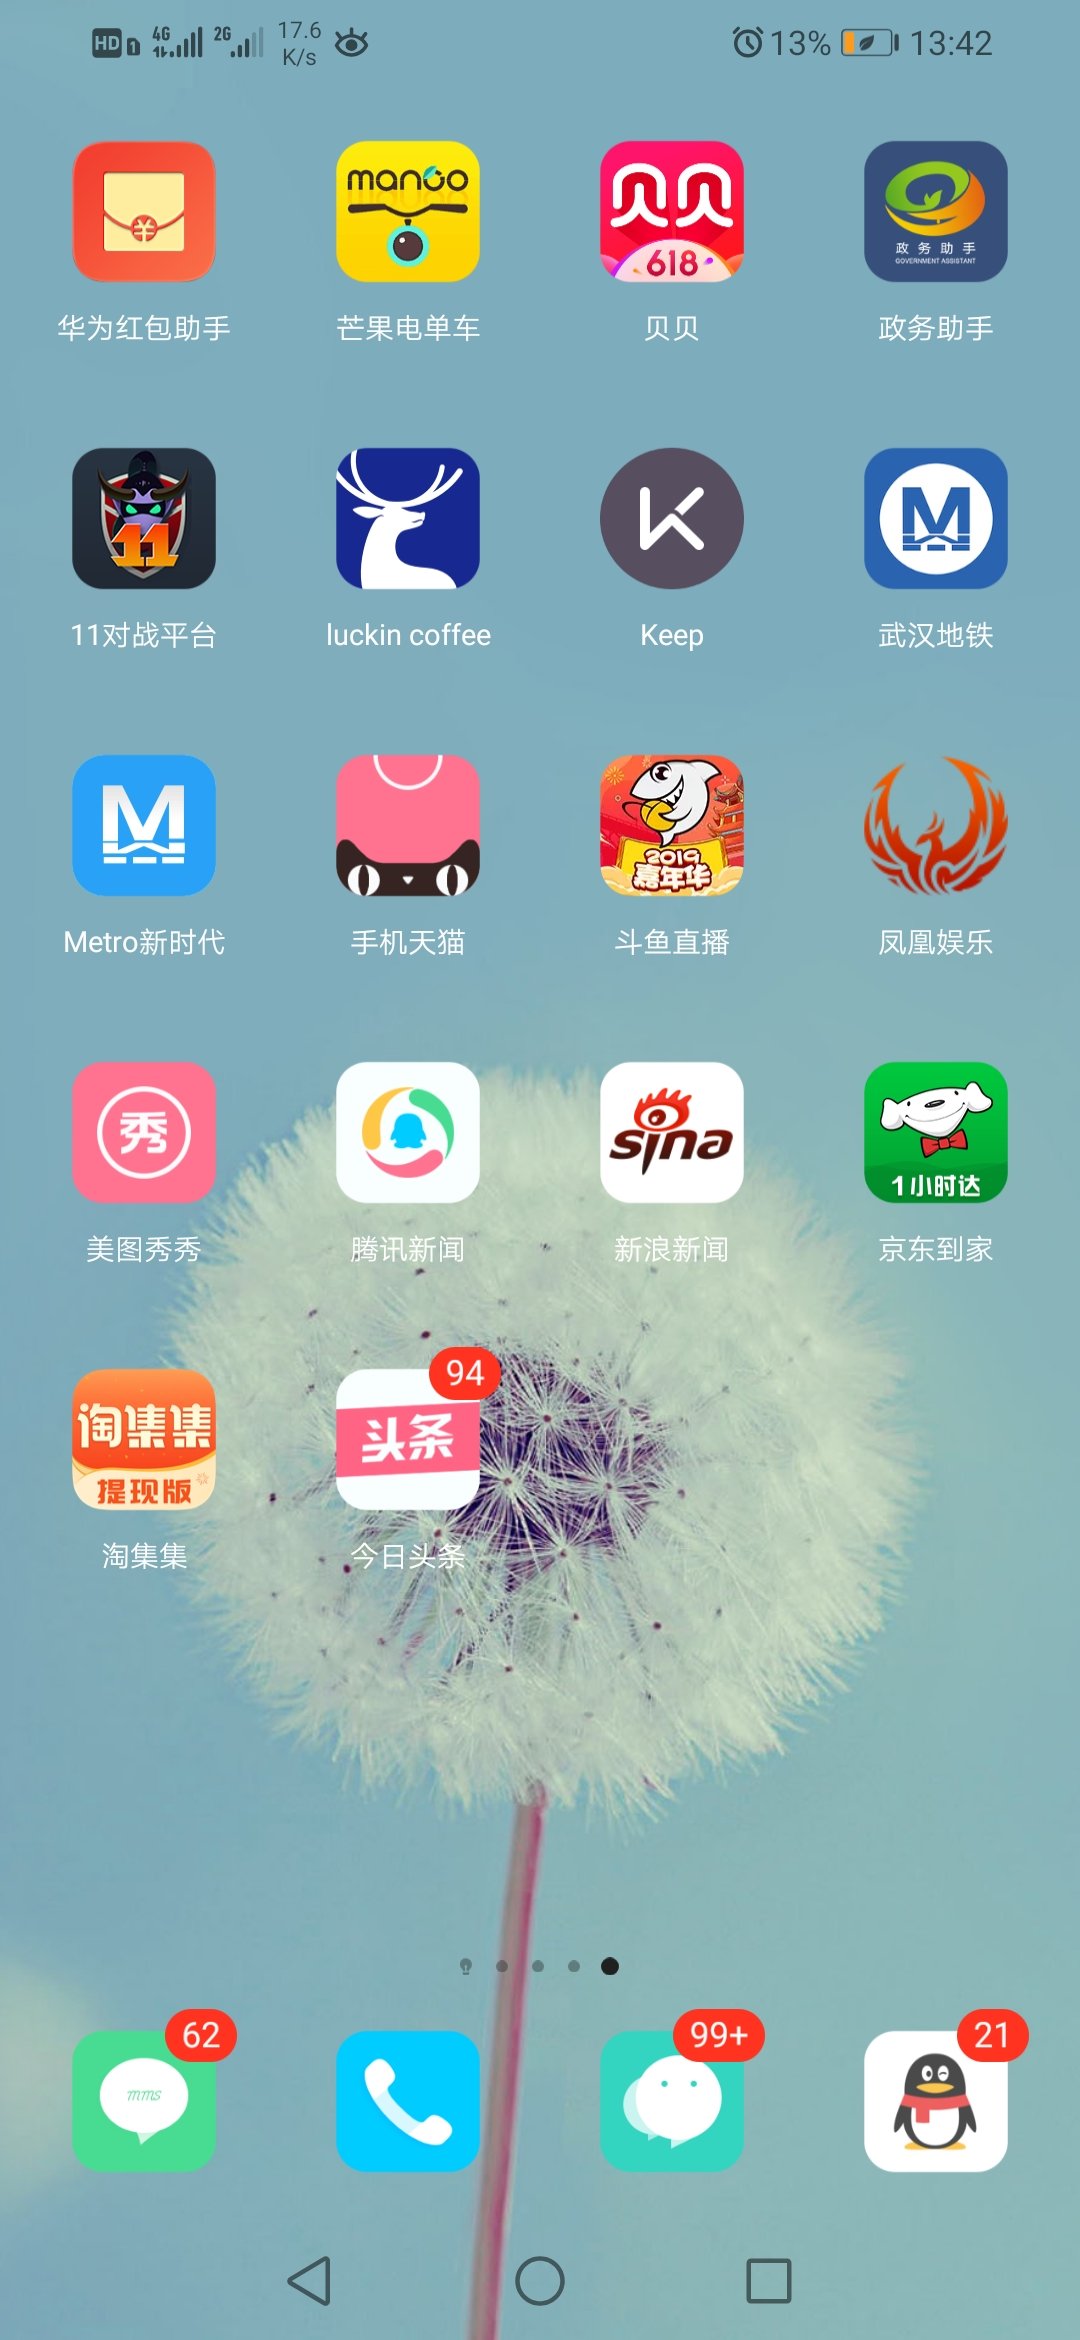 HD 1 4G 2G 17.6 K/s 13% 13:42
¥
mango
贝贝
618
政务助手
GOVERNMENT ASSISTANT
华为红包助手 芒果电单车 贝贝 政务助手
11
M
11对战平台 luckin coffee Keep 武汉地铁
M
2019
嘉年华
Metro新时代 手机天猫 斗鱼直播 凤凰娱乐
秀
sina
1小时达
美图秀秀 腾讯新闻 新浪新闻 京东到家
94
淘集集
提现版
头条
淘集集 今日头条
62 99+ 21
mms